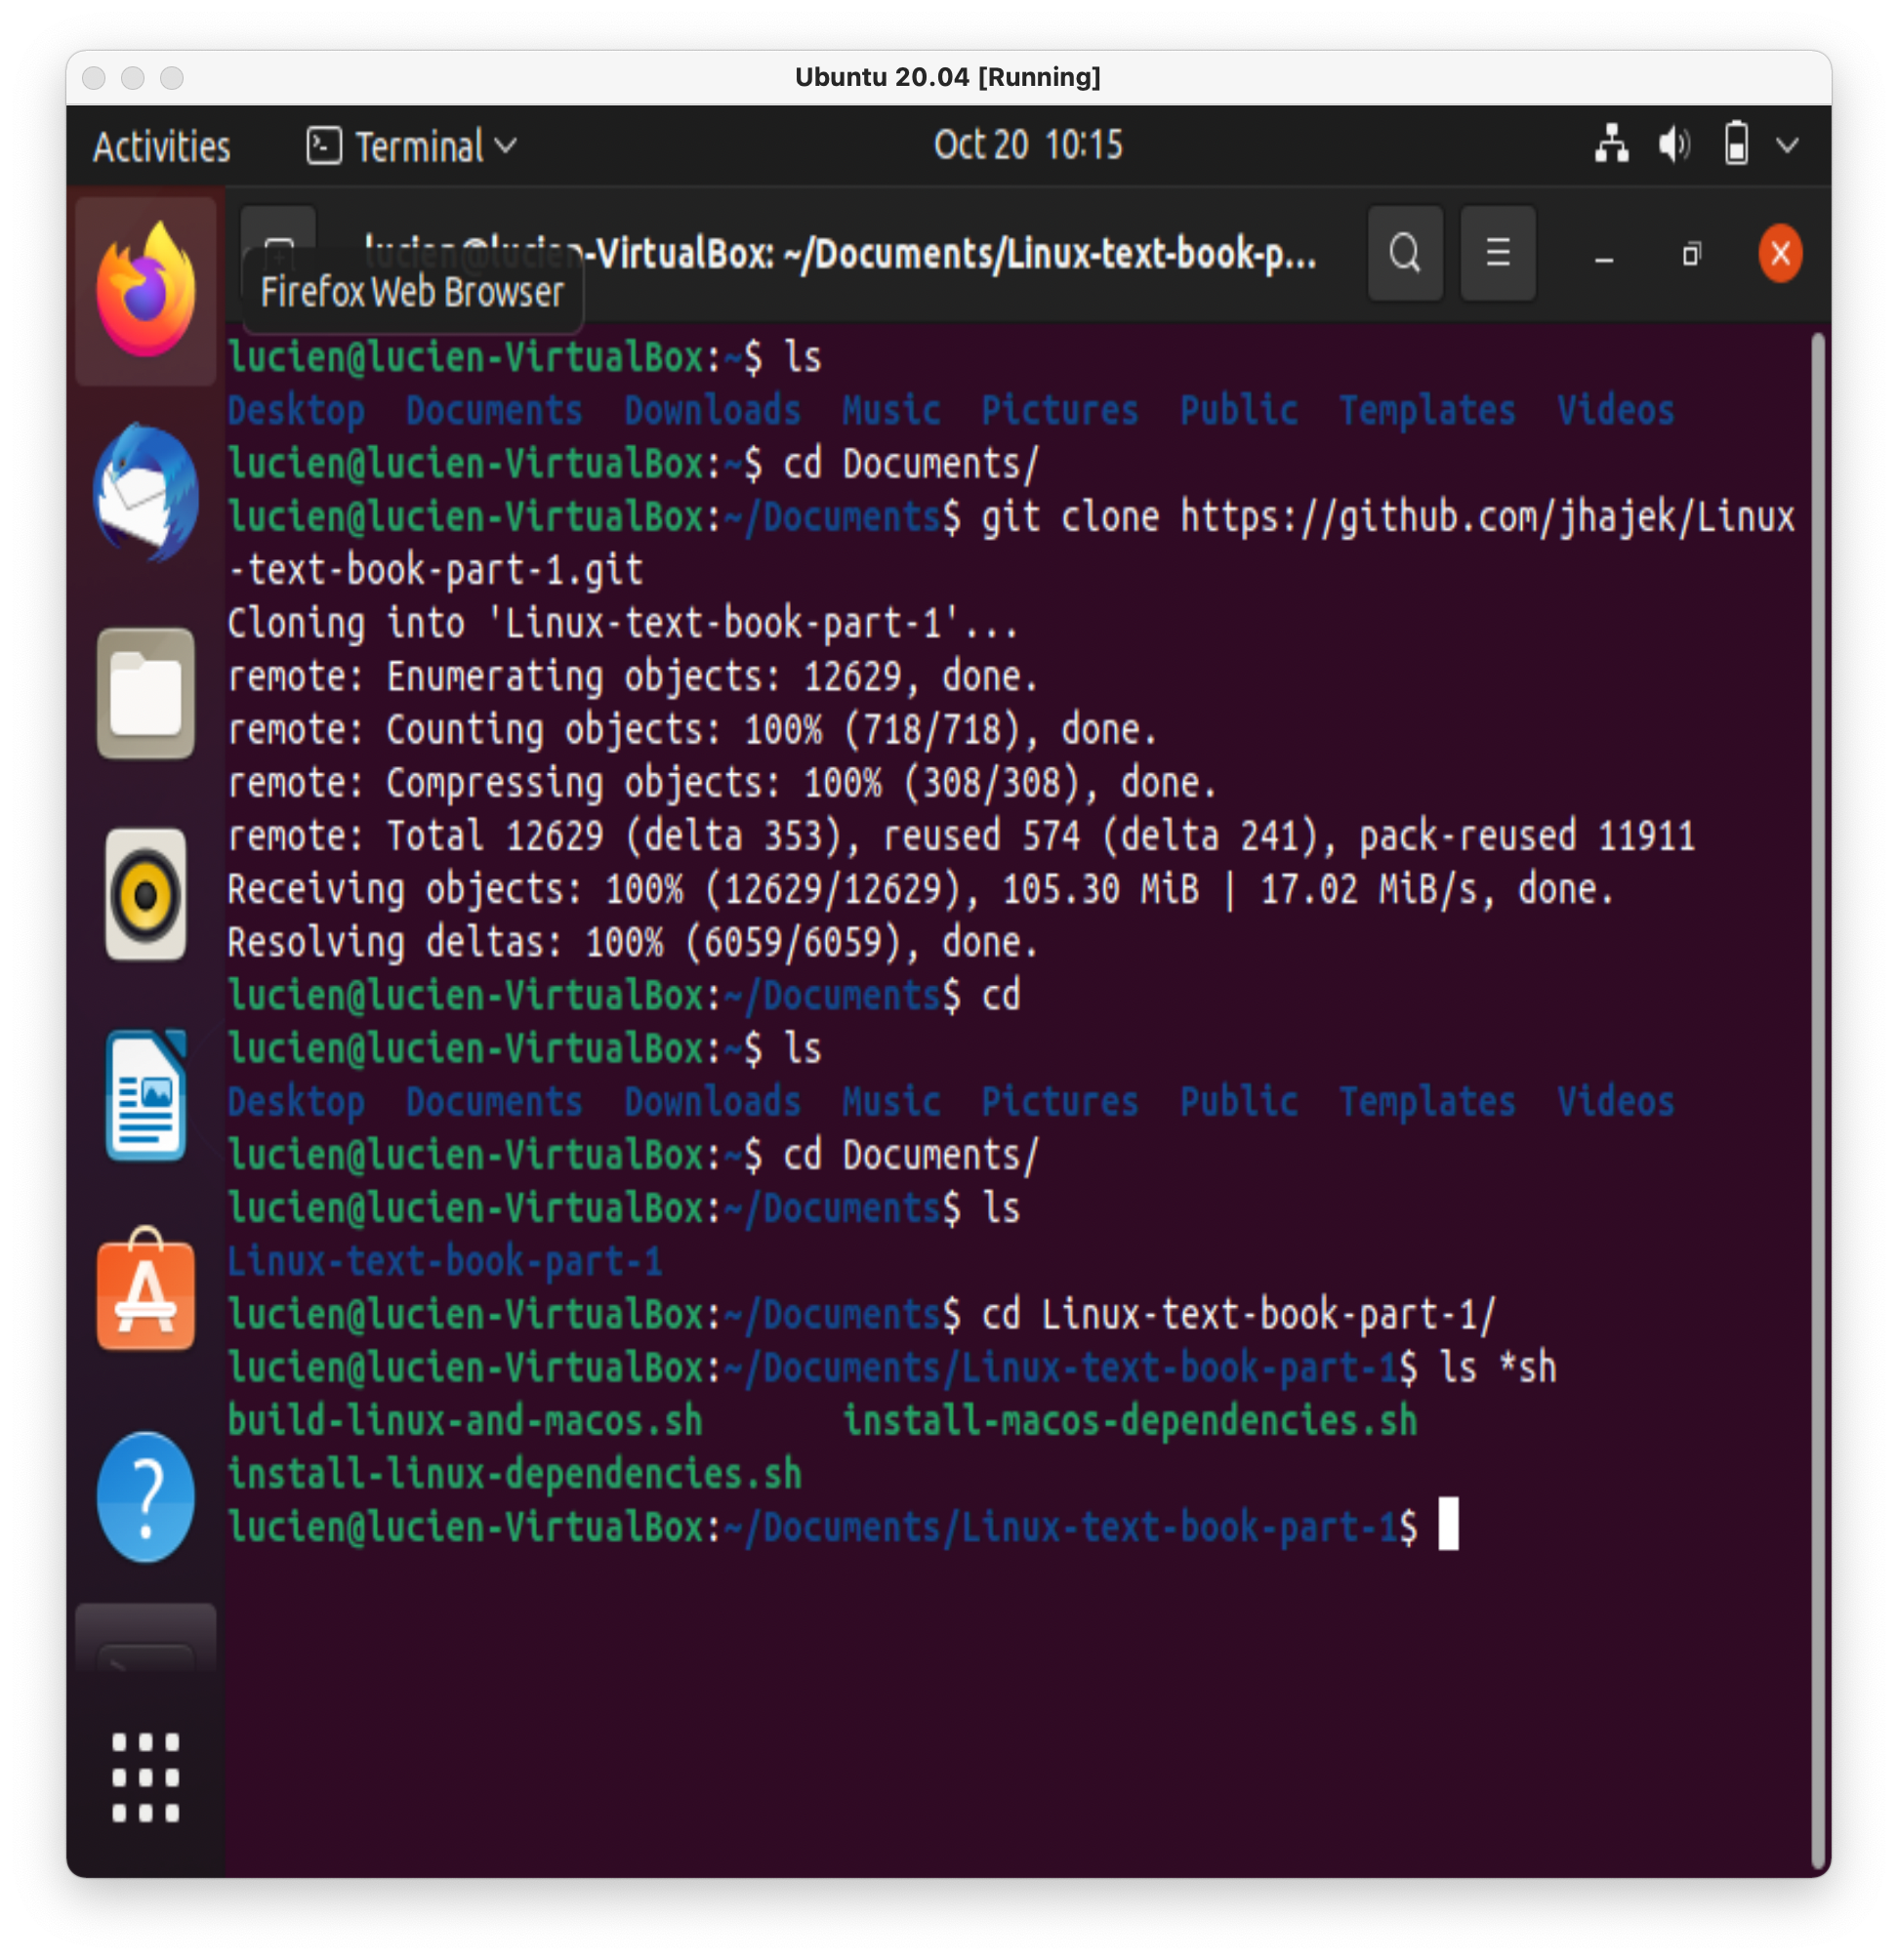 Ubuntu 20.04 [Running]
Activities Terminal Oct 20 10:15
lucien@lucien-VirtualBox: ~/Documents/Linux-text-book-p...
Firefox Web Browser
lucien@lucien-VirtualBox:~$ ls
Desktop Documents Downloads Music Pictures Public Templates Videos
lucien@lucien-VirtualBox:~$ cd Documents/
lucien@lucien-VirtualBox:~/Documents$ git clone https://github.com/jhajek/Linux
-text-book-part-1.git
Cloning into 'Linux-text-book-part-1'...
remote: Enumerating objects: 12629, done.
remote: Counting objects: 100% (718/718), done.
remote: Compressing objects: 100% (308/308), done.
remote: Total 12629 (delta 353), reused 574 (delta 241), pack-reused 11911
Receiving objects: 100% (12629/12629), 105.30 MiB | 17.02 MiB/s, done.
Resolving deltas: 100% (6059/6059), done.
lucien@lucien-VirtualBox:~/Documents$ cd
lucien@lucien-VirtualBox:~$ ls
Desktop Documents Downloads Music Pictures Public Templates Videos
lucien@lucien-VirtualBox:~$ cd Documents/
lucien@lucien-VirtualBox:~/Documents$ ls
Linux-text-book-part-1
lucien@lucien-VirtualBox:~/Documents$ cd Linux-text-book-part-1/
lucien@lucien-VirtualBox:~/Documents/Linux-text-book-part-1$ ls *sh
build-linux-and-macos.sh install-macos-dependencies.sh
install-linux-dependencies.sh
lucien@lucien-VirtualBox:~/Documents/Linux-text-book-part-1$